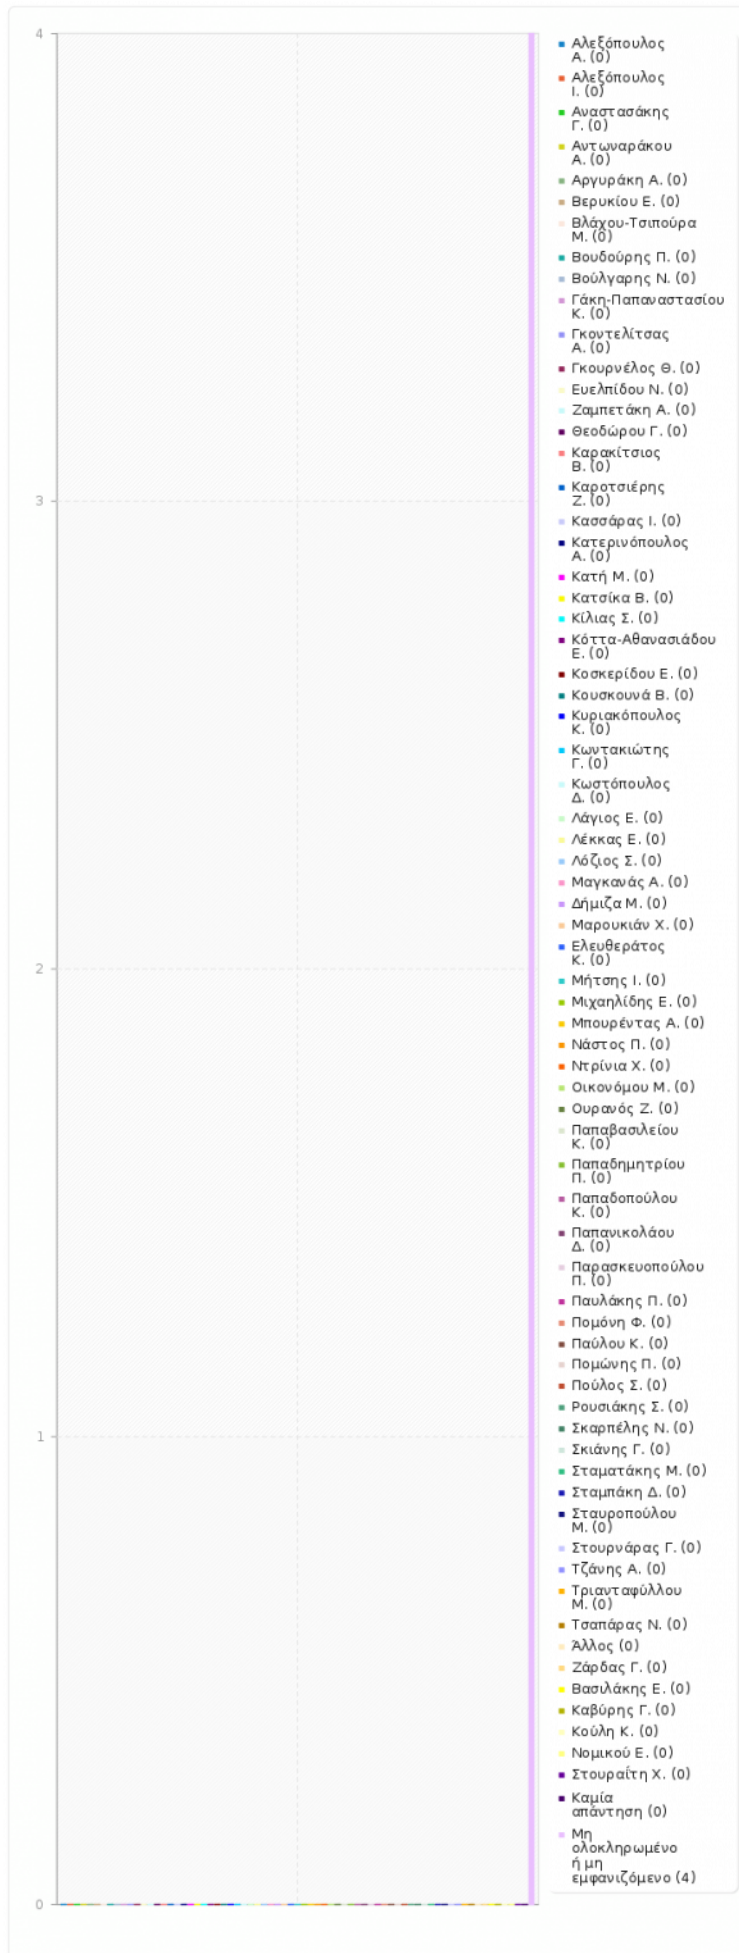 4
3
2
1
0
Αλεξόπουλος
Α. (0)
Αλεξόπουλος
Ι. (0)
Αναστασάκης
Γ. (0)
Αντωναράκου
Α. (0)
Αργυράκη Α. (0)
Βερυκίου Ε. (0)
Βλάχου-Τσιπούρα
Μ. (0)
Βουδούρης Π. (0)
Βούλγαρης Ν. (0)
Γάκη-Παπαναστασίου
Κ. (0)
Γκοντελίτσας
Α. (0)
Γκουρνέλος Θ. (0)
Ευελπίδου Ν. (0)
Ζαμπετάκη Α. (0)
Θεοδώρου Γ. (0)
Καρακίτσιος
Β. (0)
Καροτσιέρης
Ζ. (0)
Κασσάρας Ι. (0)
Κατερινόπουλος
Α. (0)
Κατή Μ. (0)
Κατσίκα Β. (0)
Κίλιας Σ. (0)
Κόττα-Αθανασιάδου
Ε. (0)
Κοσκερίδου Ε. (0)
Κουσκουνά Β. (0)
Κυριακόπουλος
Κ. (0)
Κωντακιώτης
Γ. (0)
Κωστόπουλος
Δ. (0)
Λάγιος Ε. (0)
Λέκκας Ε. (0)
Λόζιος Σ. (0)
Μαγκανάς Α. (0)
Δήμιζα Μ. (0)
Μαρουκιάν Χ. (0)
Ελευθεράτος
Κ. (0)
Μήτσης Ι. (0)
Μιχαηλίδης Ε. (0)
Μπουρέντας Α. (0)
Νάστος Π. (0)
Ντρίνια Χ. (0)
Οικονόμου Μ. (0)
Ουρανός Ζ. (0)
Παπαβασιλείου
Κ. (0)
Παπαδημητρίου
Π. (0)
Παπαδοπούλου
Κ. (0)
Παπανικολάου
Δ. (0)
Παρασκευοπούλου
Π. (0)
Παυλάκης Π. (0)
Πομόνη Φ. (0)
Παύλου Κ. (0)
Πομώνης Π. (0)
Πούλος Σ. (0)
Ρουσιάκης Σ. (0)
Σκαρπέλης Ν. (0)
Σκιάνης Γ. (0)
Σταματάκης Μ. (0)
Σταμπάκη Δ. (0)
Σταυροπούλου
Μ. (0)
Στουρνάρας Γ. (0)
Τζάνης Α. (0)
Τριανταφύλλου
Μ. (0)
Τσαπάρας Ν. (0)
Άλλος (0)
Ζάρδας Γ. (0)
Βασιλάκης Ε. (0)
Καβύρης Γ. (0)
Κούλη Κ. (0)
Νομικού Ε. (0)
Στουραΐτη Χ. (0)
Καμία
απάντηση (0)
Μη
ολοκληρωμένο
ή μη
εμφανιζόμενο (4)